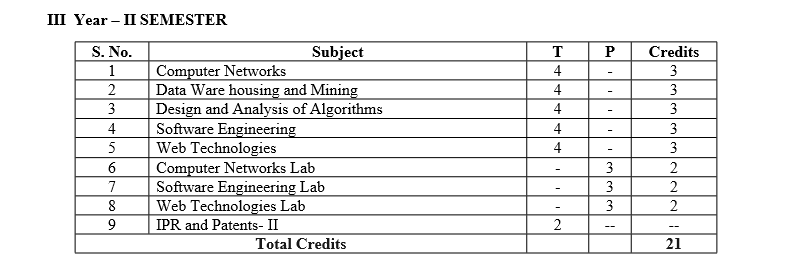 III Year – II SEMESTER
S. No. Subject T P Credits
1 Computer Networks 4 - 3
2 Data Ware housing and Mining 4 - 3
3 Design and Analysis of Algorithms 4 - 3
4 Software Engineering 4 - 3
5 Web Technologies 4 - 3
6 Computer Networks Lab - 3 2
7 Software Engineering Lab - 3 2
8 Web Technologies Lab - 3 2
9 IPR and Patents- II 2 -- --
Total Credits 21